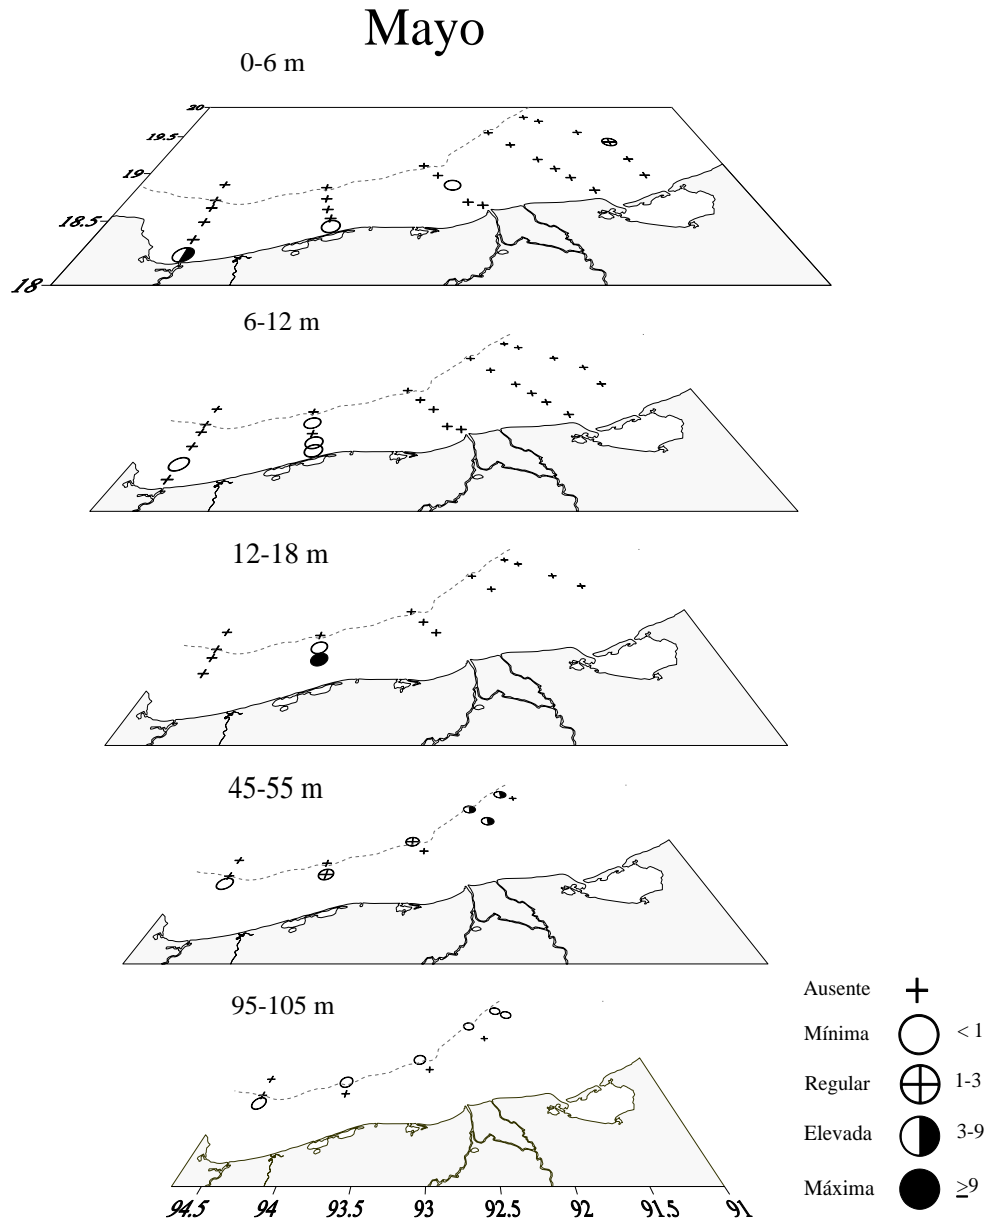 Mayo
0-6 m
20
19.5
19
18.5
18
6-12 m
12-18 m
45-55 m
95-105 m
Ausente
Mínima < 1
Regular 1-3
Elevada 3-9
Máxima ≥9
94.5 94 93.5 93 92.5 92 91.5 91